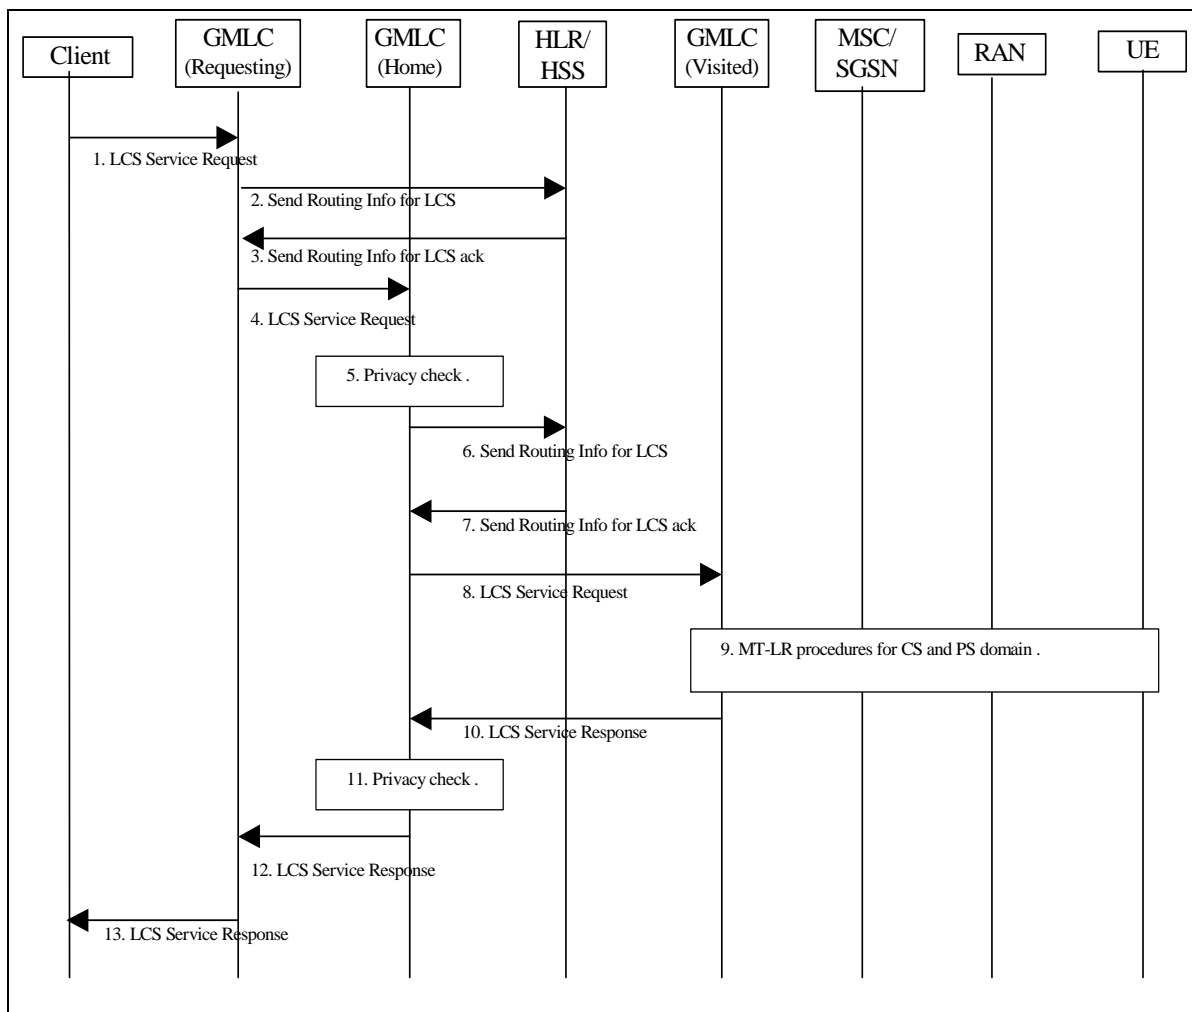 Client
GMLC
(Requesting)
GMLC
(Home)
HLR/
HSS
GMLC
(Visited)
MSC/
SGSN
RAN
UE
1. LCS Service Request
2. Send Routing Info for LCS
3. Send Routing Info for LCS ack
4. LCS Service Request
5. Privacy check .
6. Send Routing Info for LCS
7. Send Routing Info for LCS ack
8. LCS Service Request
9. MT-LR procedures for CS and PS domain .
10. LCS Service Response
11. Privacy check .
12. LCS Service Response
13. LCS Service Response